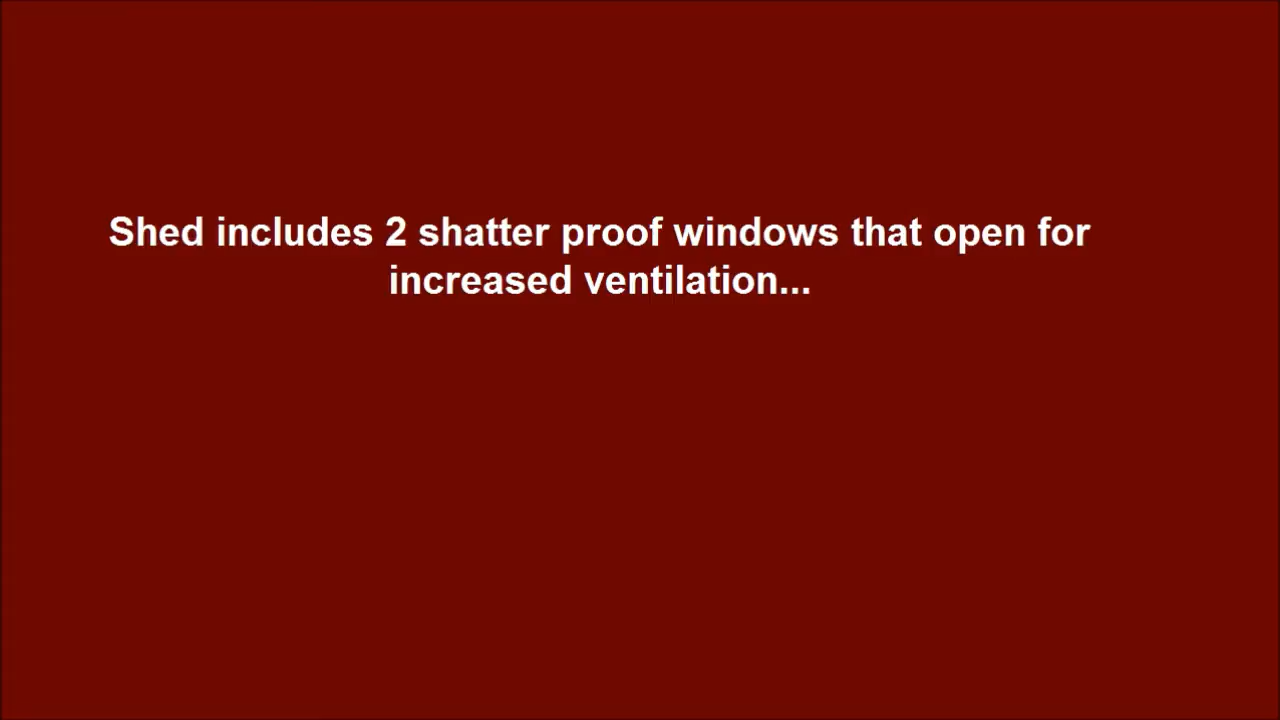 Shed includes 2 shatter proof windows that open for
increased ventilation...